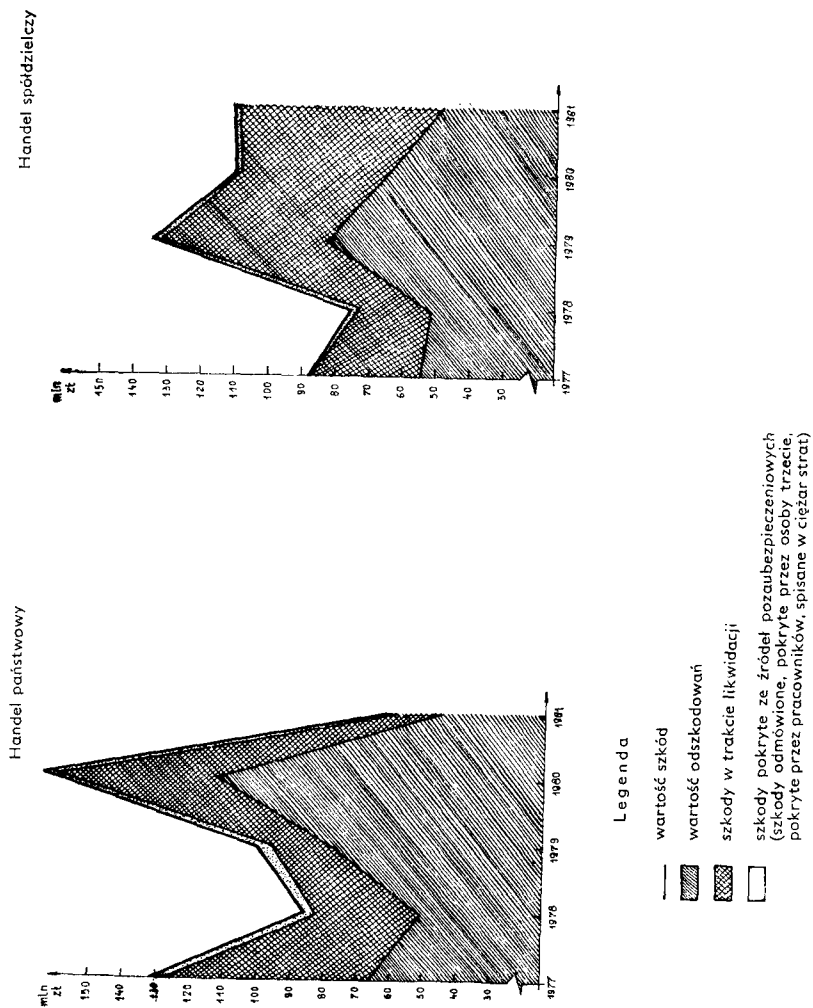 Handel państwowy
mln
zł
150
140
130
120
110
100
90
80
70
60
50
40
30
1977
1978
1979
1980
1981
Handel spółdzielczy
mln
zł
150
140
130
120
110
100
90
80
70
60
50
40
30
1977
1978
1979
1980
1981
Legenda
wartość szkód
wartość odszkodowań
szkody w trakcie likwidacji
szkody pokryte ze źródeł pozaubezpieczeniowych
(szkody odmówione, pokryte przez osoby trzecie,
pokryte przez pracowników, spisane w ciężar strat)